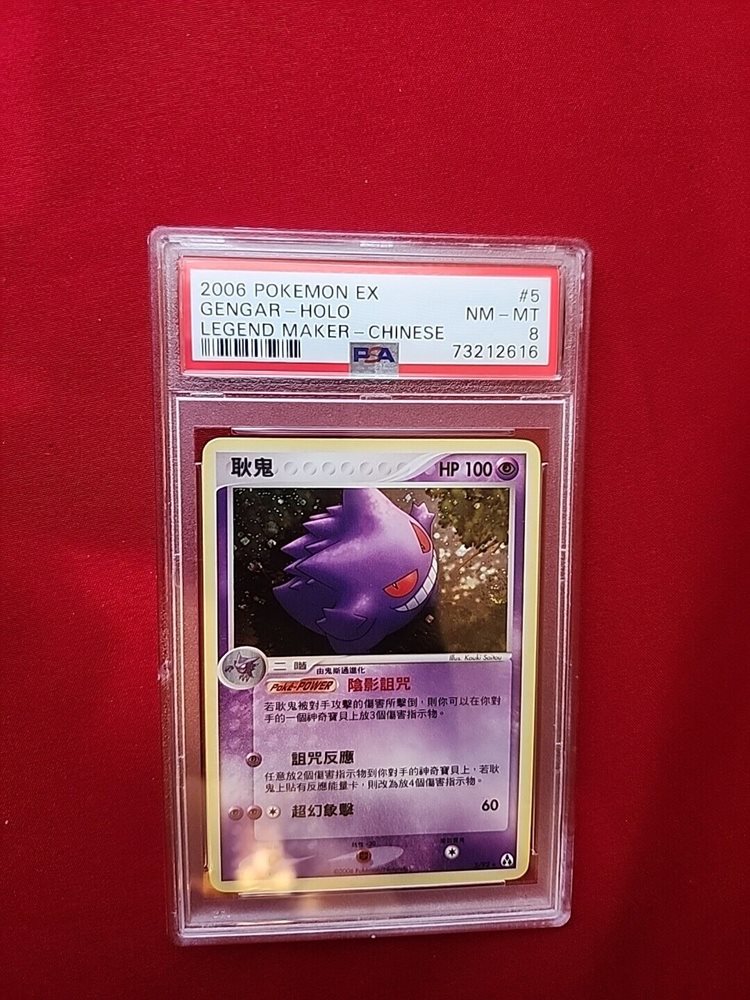 2006 POKEMON EX #5
GENGAR-HOLO NM-MT
LEGEND MAKER-CHINESE 8
PSA 73212616
耿鬼 HP 100
二階 由鬼斯通進化
Illus. Kouki Saitou
Poké-POWER 陰影詛咒
若耿鬼被對手攻擊的傷害所擊倒，則你可以在你對
手的一個神奇寶貝上放3個傷害指示物。
詛咒反應
任意放2個傷害指示物到你對手的神奇寶貝上，若耿
鬼上貼有反應能量卡，則改為放4個傷害指示物。
超幻象擊 60